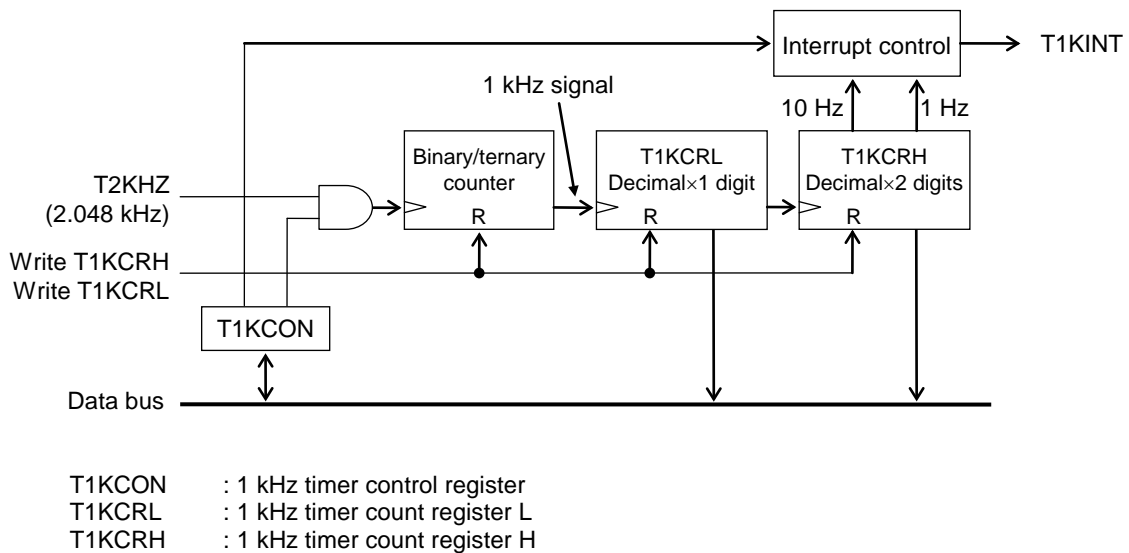 Interrupt control
T1KINT
1 kHz signal
10 Hz
1 Hz
Binary/ternary
counter
R
T1KCRL
Decimal×1 digit
R
T1KCRH
Decimal×2 digits
R
T2KHZ
(2.048 kHz)
Write T1KCRH
Write T1KCRL
T1KCON
Data bus
T1KCON : 1 kHz timer control register
T1KCRL : 1 kHz timer count register L
T1KCRH : 1 kHz timer count register H